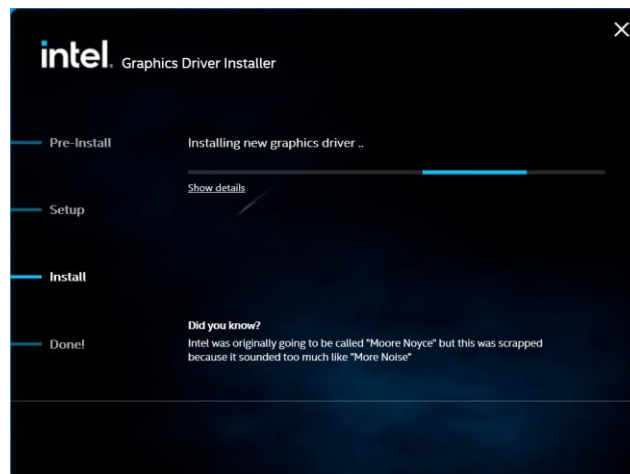 intel. Graphics Driver Installer
Pre-Install
Installing new graphics driver ..
Show details
Setup
Install
Did you know?
Done!
Intel was originally going to be called "Moore Noyce" but this was scrapped
because it sounded too much like "More Noise"